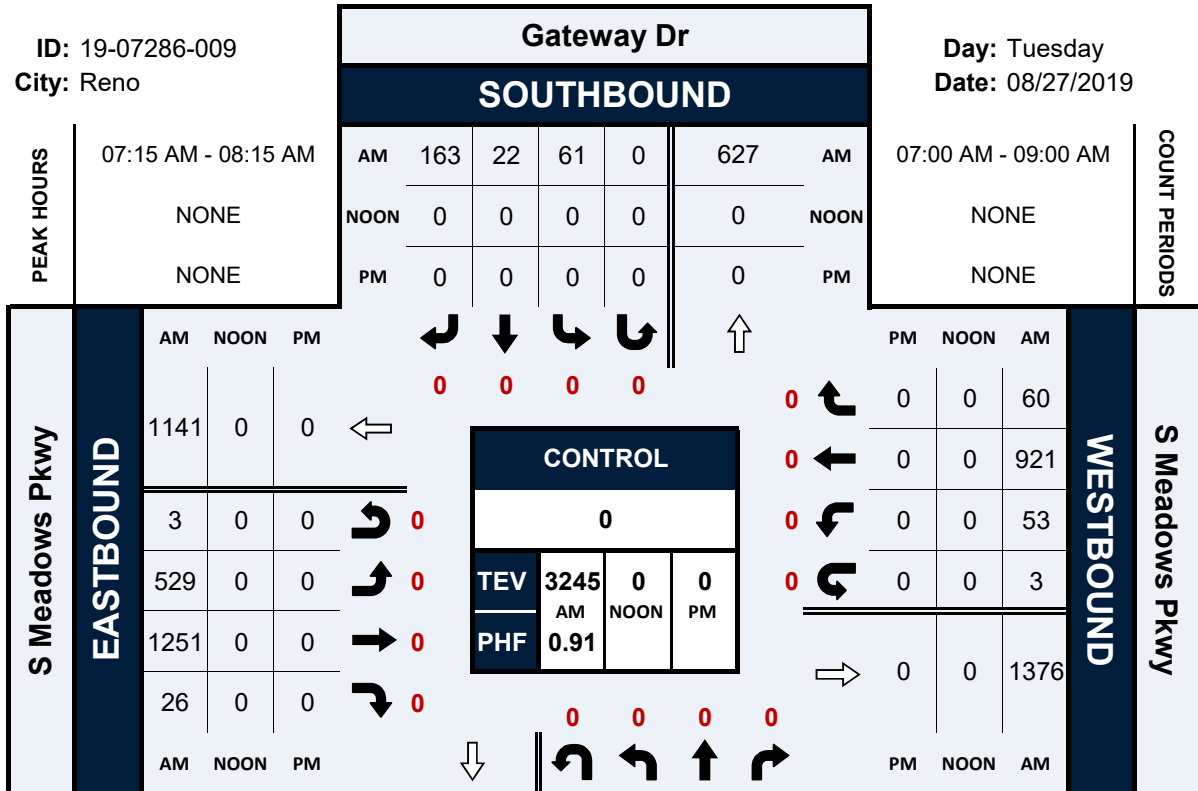 ID: 19-07286-009
City: Reno
Gateway Dr
SOUTHBOUND
Day: Tuesday
Date: 08/27/2019
PEAK HOURS
07:15 AM - 08:15 AM
NONE
NONE
AM 163 22 61 0 627 AM
NOON 0 0 0 0 0 NOON
PM 0 0 0 0 0 PM
07:00 AM - 09:00 AM
NONE
NONE
COUNT PERIODS
0 0 0 0
S Meadows Pkwy
EASTBOUND
AM NOON PM
1141 0 0
3 0 0 0
529 0 0 0
1251 0 0 0
26 0 0 0
AM NOON PM
CONTROL
0
TEV 3245 0 0
AM NOON PM
PHF 0.91
PM NOON AM
0 0 0 60
0 0 0 921
0 0 0 53
0 0 0 3
0 0 1376
PM NOON AM
WESTBOUND
S Meadows Pkwy
0 0 0 0